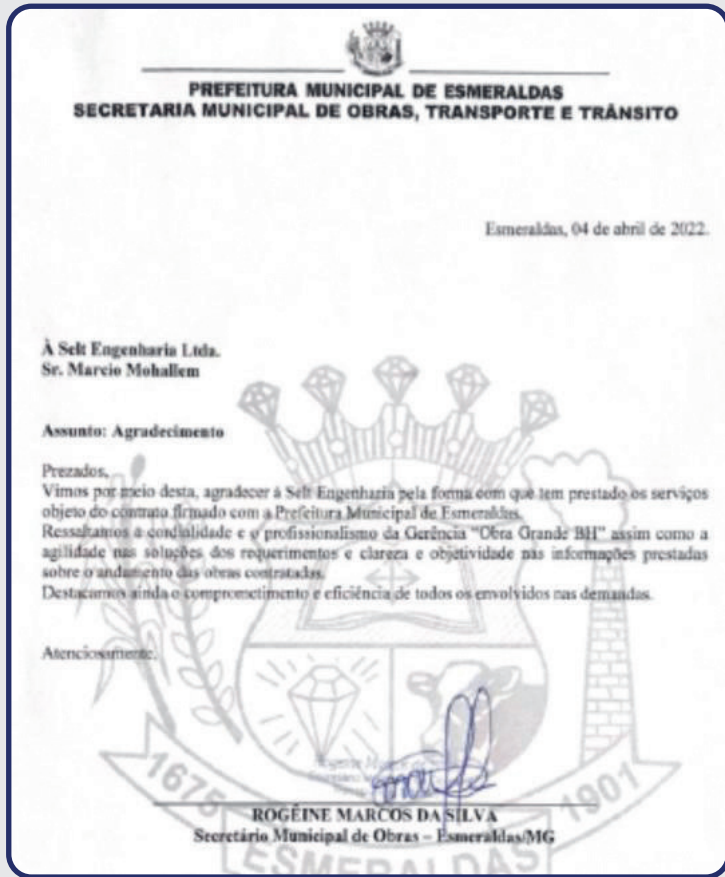 PREFEITURA MUNICIPAL DE ESMERALDAS
SECRETARIA MUNICIPAL DE OBRAS, TRANSPORTE E TRÂNSITO
Esmeraldas, 04 de abril de 2022.
À Selt Engenharia Ltda.
Sr. Marcio Mohallem
Assunto: Agradecimento
Prezados,
Vimos por meio desta, agradecer à Selt Engenharia pela forma com que tem prestado os serviços
objeto do contrato firmado com a Prefeitura Municipal de Esmeraldas.
Ressaltamos a cordialidade e o profissionalismo da Gerência "Obra Grande BH" assim como a
agilidade nas soluções dos requerimentos e clareza e objetividade nas informações prestadas
sobre o andamento das obras contratadas.
Destacamos ainda o comprometimento e eficiência de todos os envolvidos nas demandas.
Atenciosamente,
ROGÊINE MARCOS DA SILVA
Secretário Municipal de Obras – Esmeraldas/MG
1675
1901
ESMERALDAS